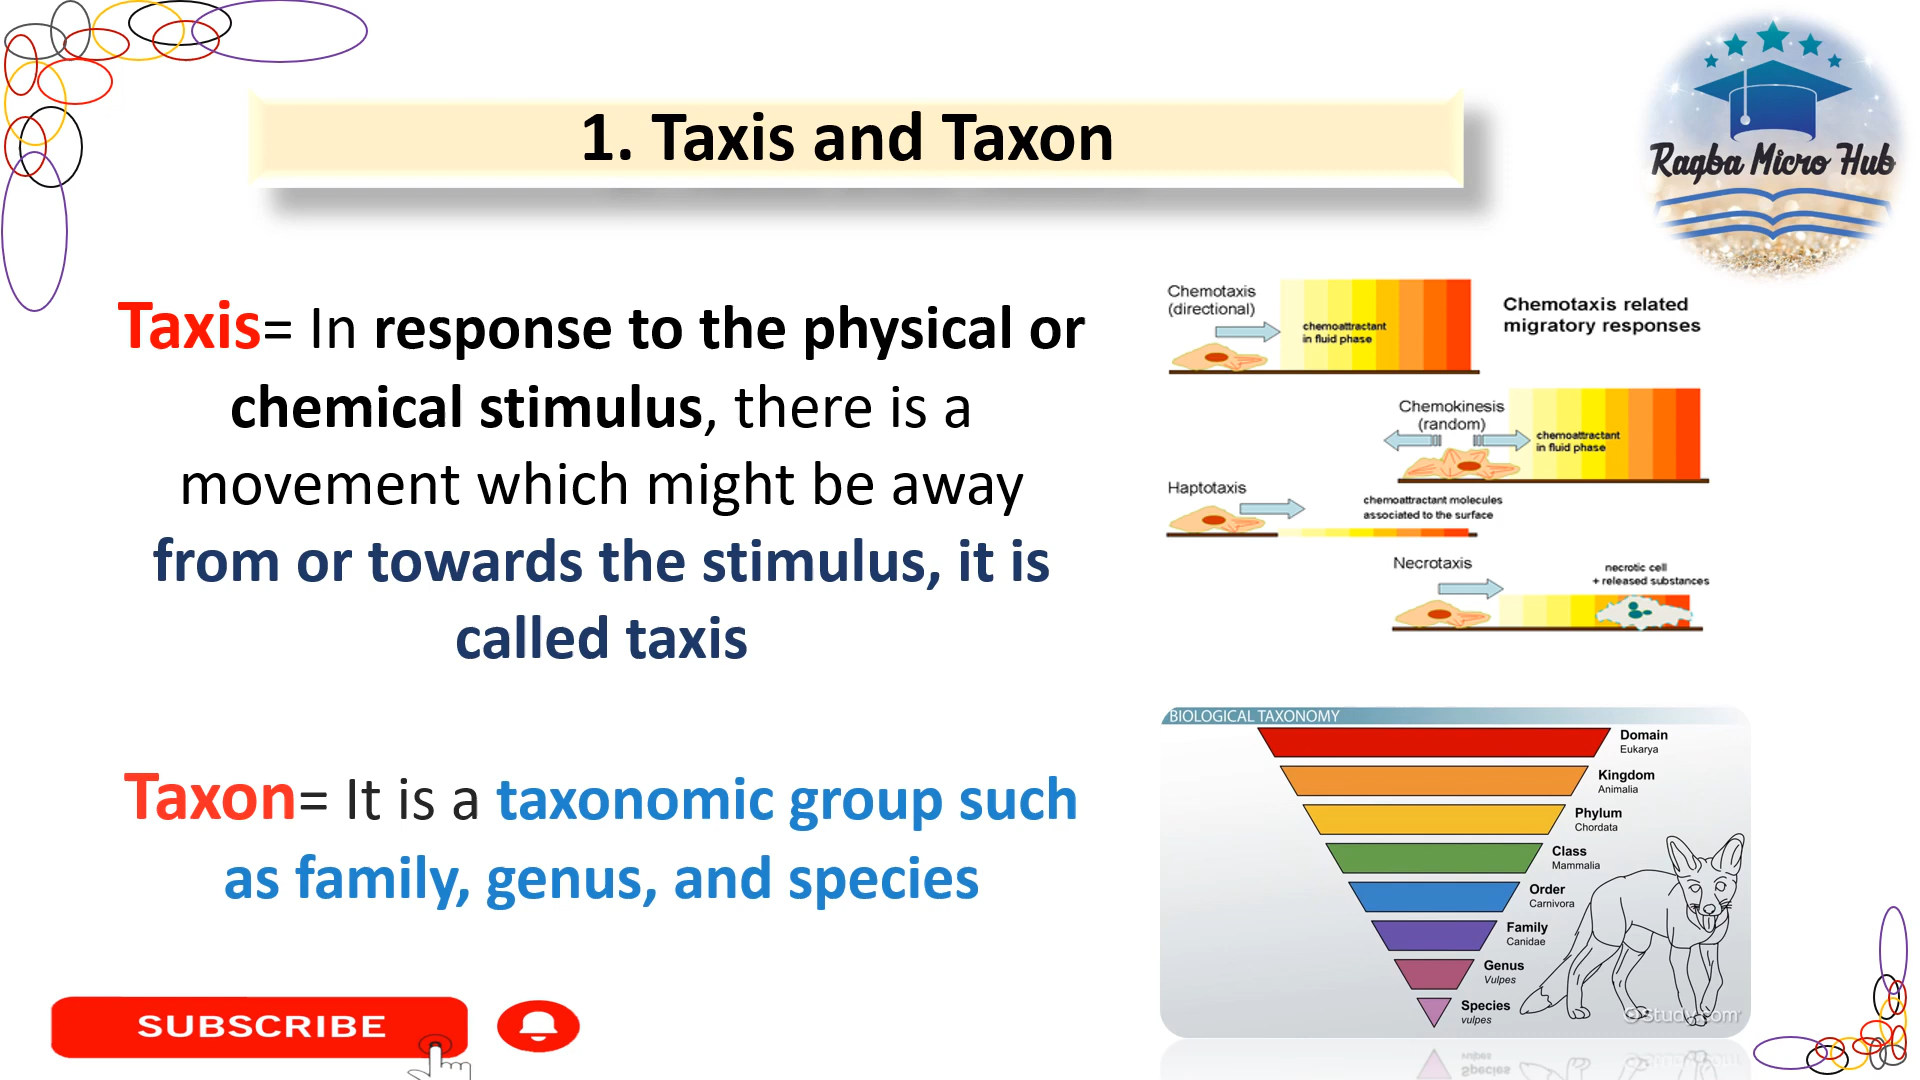 1. Taxis and Taxon
Ragba Micro Hub
Taxis= In response to the physical or
chemical stimulus, there is a
movement which might be away
from or towards the stimulus, it is
called taxis
Taxon= It is a taxonomic group such
as family, genus, and species
SUBSCRIBE
Chemotaxis
(directional)
chemoattractant
in fluid phase
Chemotaxis related
migratory responses
Chemokinesis
(random)
chemoattractant
in fluid phase
Haptotaxis
chemoattractant molecules
associated to the surface
Necrotaxis
necrotic cell
+ released substances
BIOLOGICAL TAXONOMY
Domain
Eukarya
Kingdom
Animalia
Phylum
Chordata
Class
Mammalia
Order
Carnivora
Family
Canidae
Genus
Vulpes
Species
vulpes
© Study.com